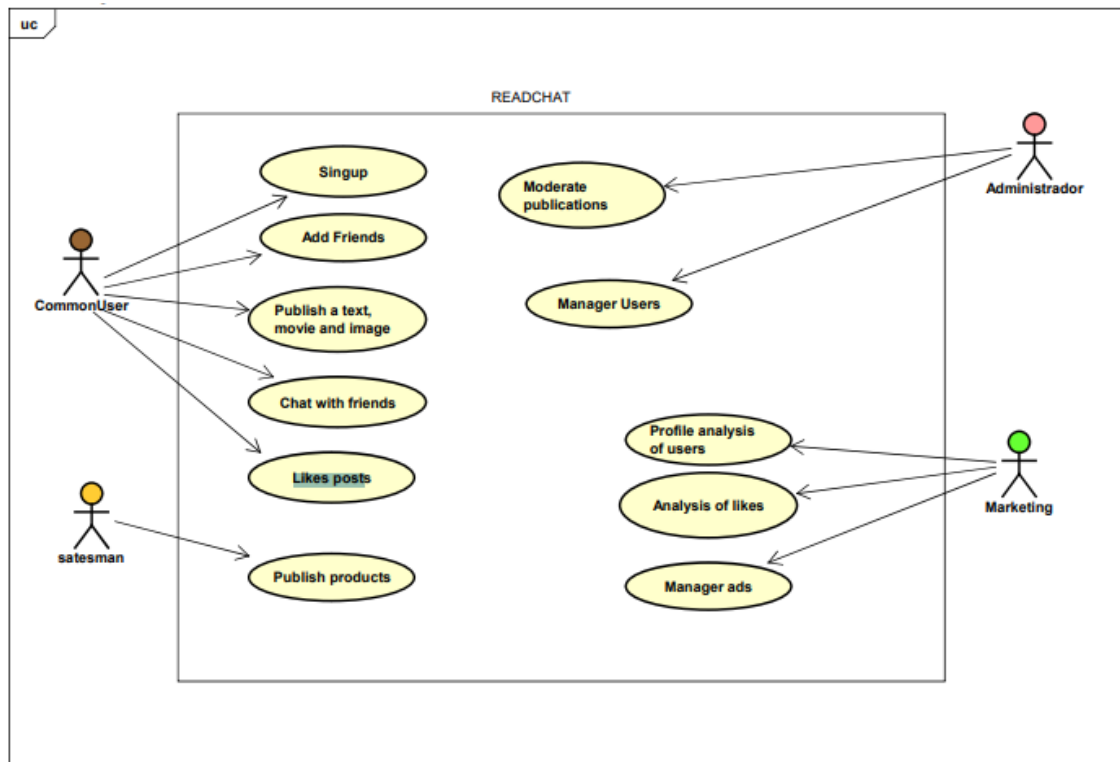 uc
READCHAT
Singup
Moderate
publications
Administrador
Add Friends
CommonUser
Publish a text,
movie and image
Manager Users
Chat with friends
Profile analysis
of users
Likes posts
Analysis of likes
Marketing
satesman
Publish products
Manager ads